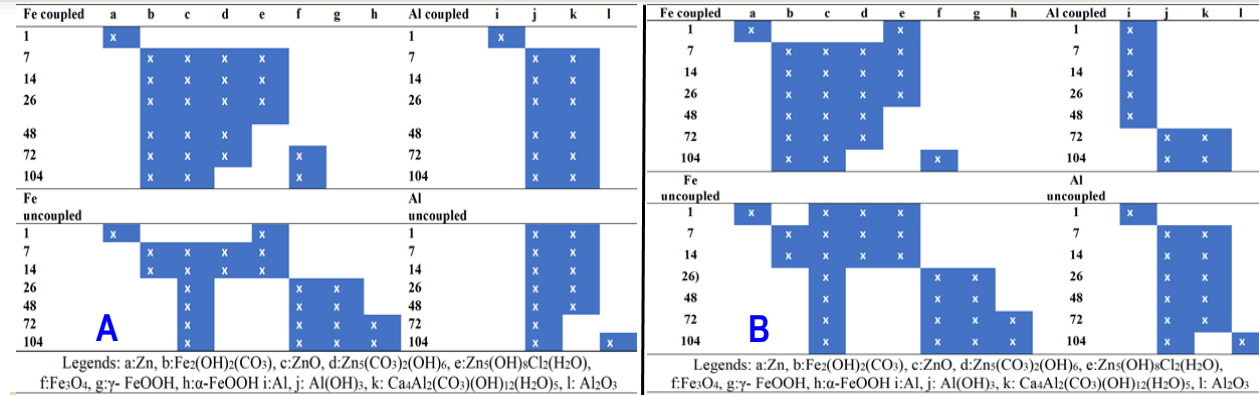 Fe coupled a b c d e f g h Al coupled i j k l
1 x 1 x
7 x x x x 7 x x
14 x x x x 14 x x
26 x x x x 26 x x
48 x x x 48 x x
72 x x x x 72 x x
104 x x x 104 x x
Fe Al
uncoupled uncoupled
1 x x 1 x x
7 x x x x 7 x x
14 x x x x 14 x x
26 x x x 26 x x
48 x x x 48 x x
72 x x x x 72 x
104 x x x x 104 x x
A
Legends: a:Zn, b:Fe2(OH)2(CO3), c:ZnO, d:Zn5(CO3)2(OH)6, e:Zn5(OH)8Cl2(H2O),
f:Fe3O4, g:γ- FeOOH, h:α-FeOOH i:Al, j: Al(OH)3, k: Ca4Al2(CO3)(OH)12(H2O)5, l: Al2O3
Fe coupled a b c d e f g h Al coupled i j k l
1 x x 1 x
7 x x x x 7 x
14 x x x x 14 x
26 x x x x 26 x
48 x x x 48 x
72 x x x 72 x x
104 x x x 104 x x
Fe Al
uncoupled uncoupled
1 x x x x 1 x
7 x x x x 7 x x
14 x x x x 14 x x
26) x x x 26 x x
48 x x x 48 x x
72 x x x x 72 x x
104 x x x x 104 x x
B
Legends: a:Zn, b:Fe2(OH)2(CO3), c:ZnO, d:Zn5(CO3)2(OH)6, e:Zn5(OH)8Cl2(H2O),
f:Fe3O4, g:γ- FeOOH, h:α-FeOOH i:Al, j: Al(OH)3, k: Ca4Al2(CO3)(OH)12(H2O)5, l: Al2O3